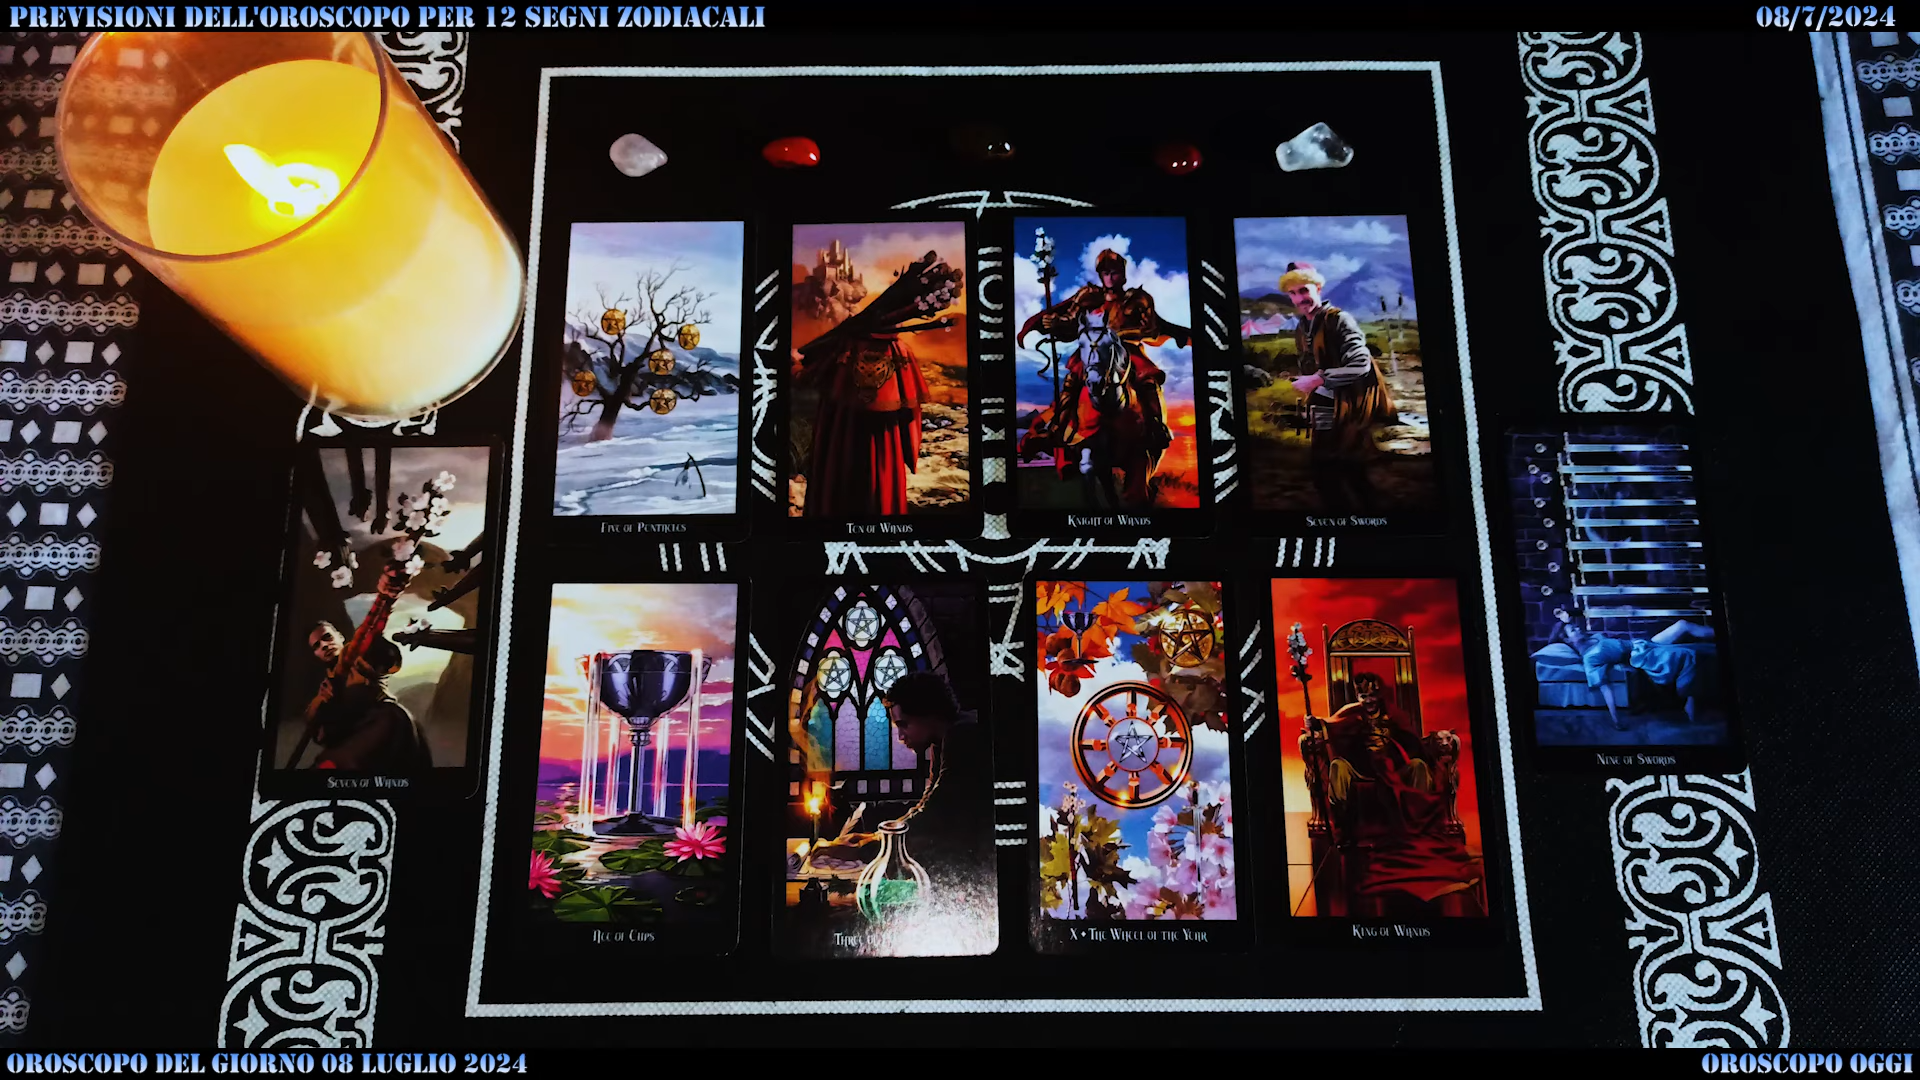 PREVISIONI DELL'OROSCOPO PER 12 SEGNI ZODIACALI
08/7/2024
FIVE OF PENTACLES
TEN OF WANDS
KNIGHT OF WANDS
SEVEN OF SWORDS
SEVEN OF WANDS
NINE OF SWORDS
ACE OF CUPS
THREE OF
X • THE WHEEL OF THE YEAR
KING OF WANDS
OROSCOPO DEL GIORNO 08 LUGLIO 2024
OROSCOPO OGGI